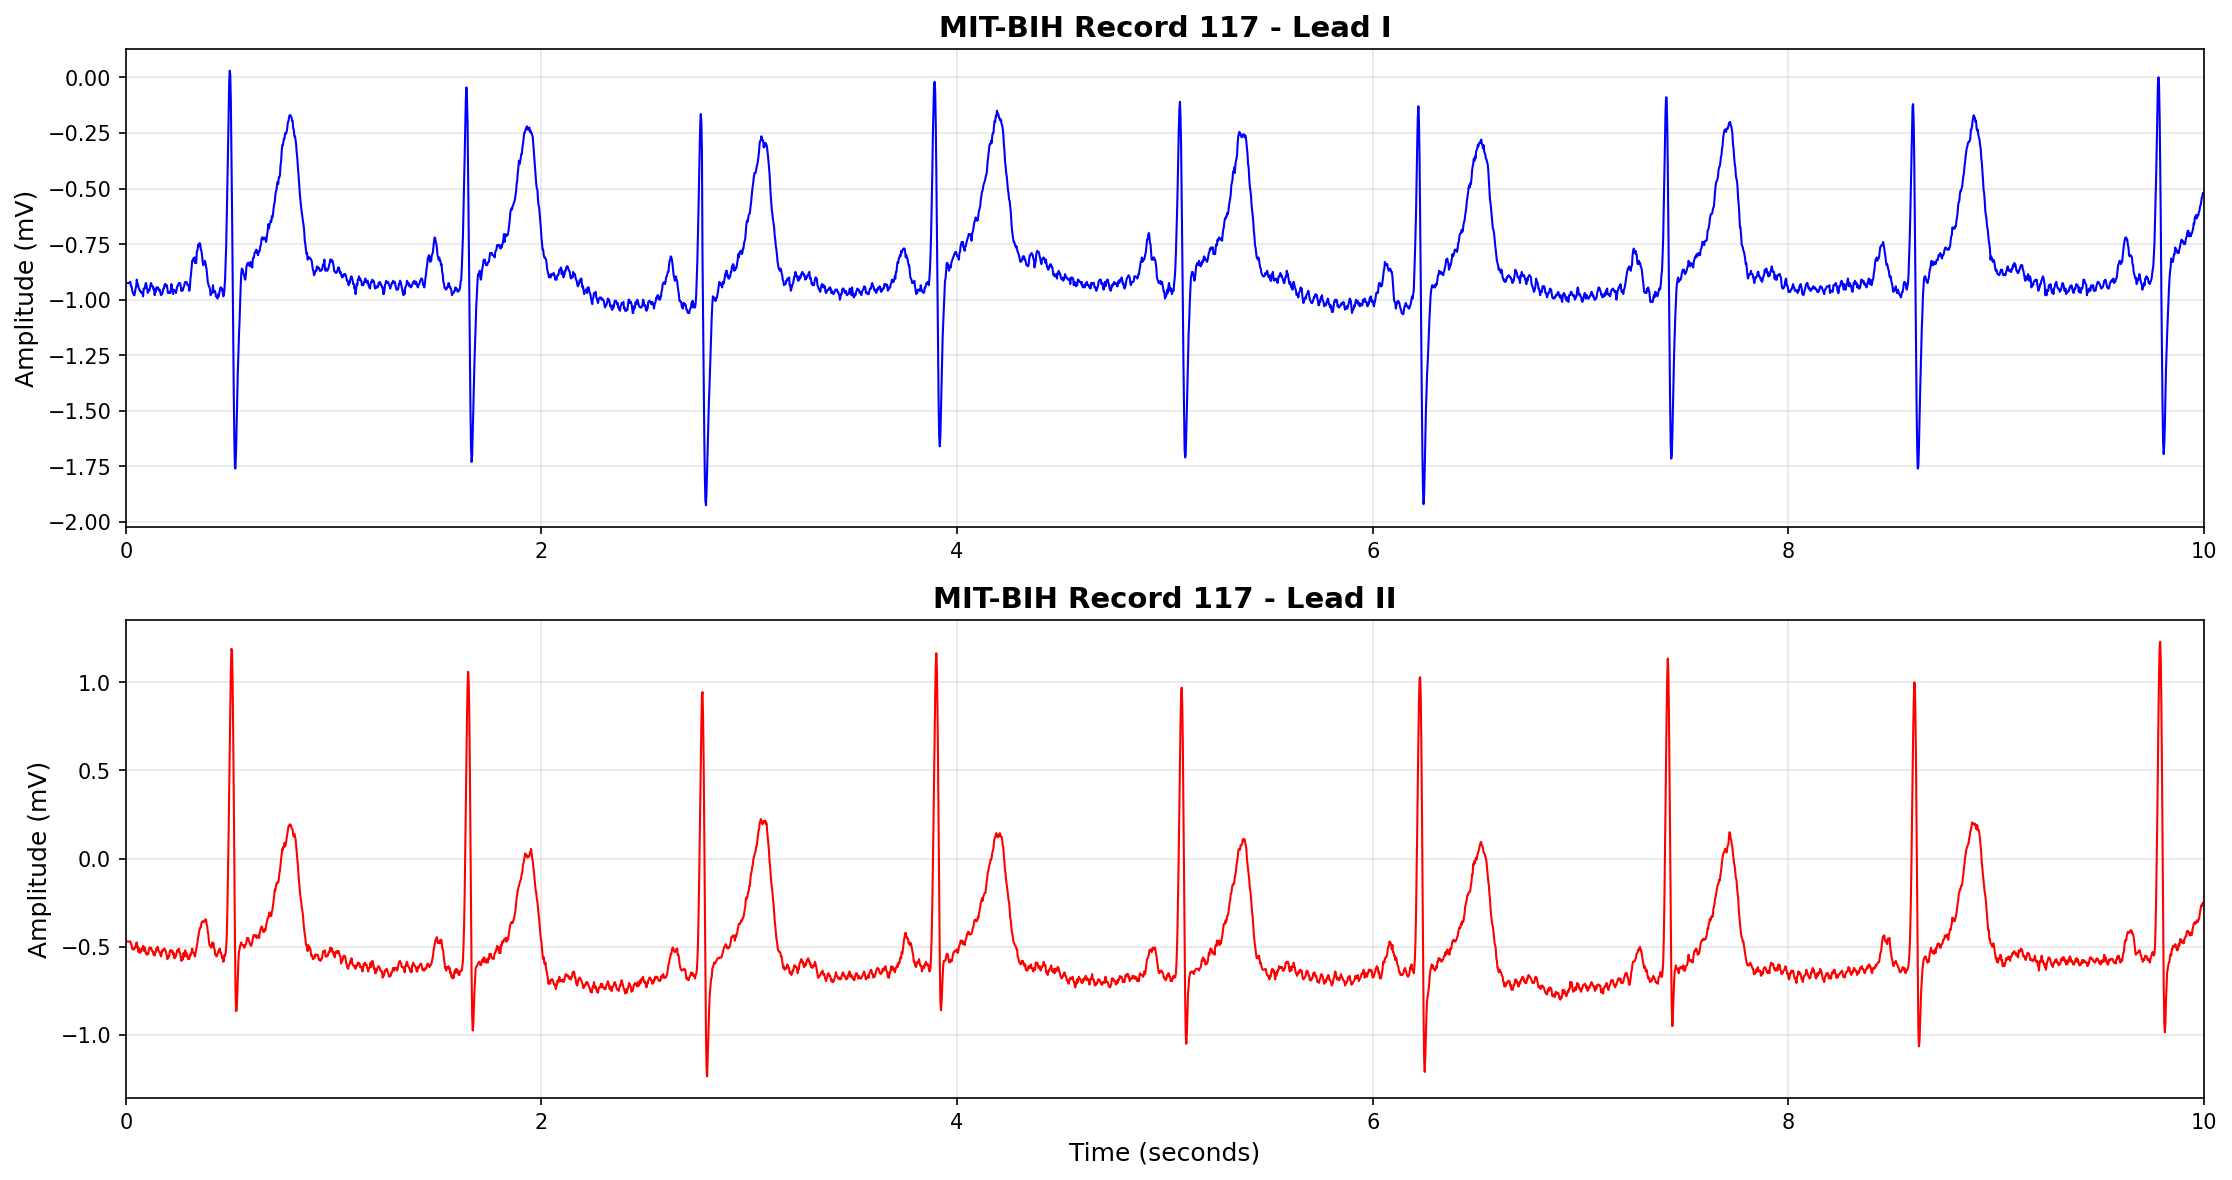 MIT-BIH Record 117 - Lead I
Amplitude (mV)
0.00
−0.25
−0.50
−0.75
−1.00
−1.25
−1.50
−1.75
−2.00
0 2 4 6 8 10
MIT-BIH Record 117 - Lead II
Amplitude (mV)
1.0
0.5
0.0
−0.5
−1.0
0 2 4 6 8 10
Time (seconds)